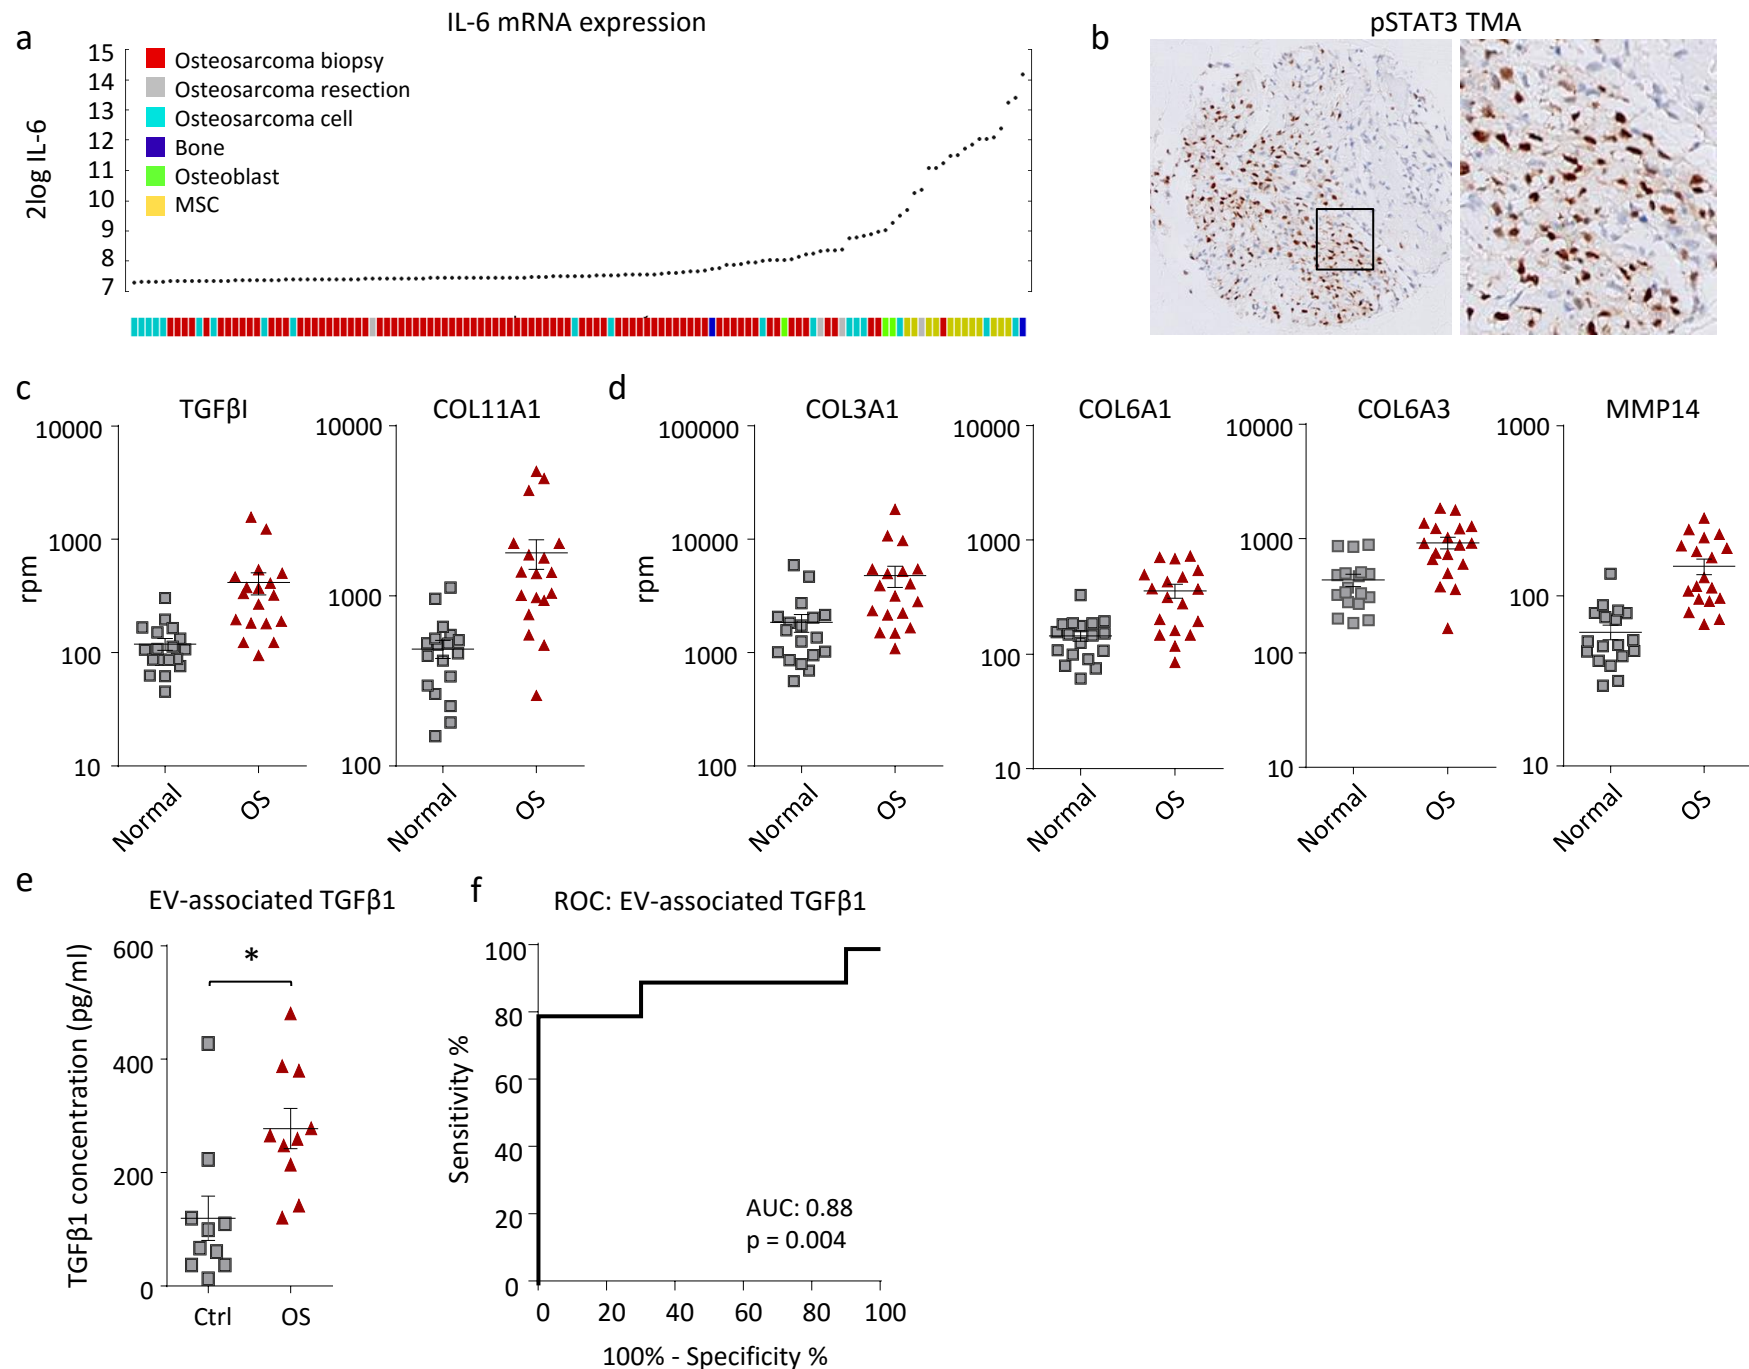 a
IL-6 mRNA expression
2log IL-6
15
14
13
12
11
10
9
8
7
Osteosarcoma biopsy
Osteosarcoma resection
Osteosarcoma cell
Bone
Osteoblast
MSC
b
pSTAT3 TMA
c
TGFβI
rpm
10000
1000
100
10
Normal
OS
COL11A1
10000
1000
100
Normal
OS
d
COL3A1
rpm
100000
10000
1000
100
Normal
OS
COL6A1
10000
1000
100
10
Normal
OS
COL6A3
10000
1000
100
10
Normal
OS
MMP14
1000
100
10
Normal
OS
e
EV-associated TGFβ1
TGFβ1 concentration (pg/ml)
600
400
200
0
*
Ctrl
OS
f
ROC: EV-associated TGFβ1
Sensitivity %
100
80
60
40
20
0
AUC: 0.88
p = 0.004
0 20 40 60 80 100
100% - Specificity %